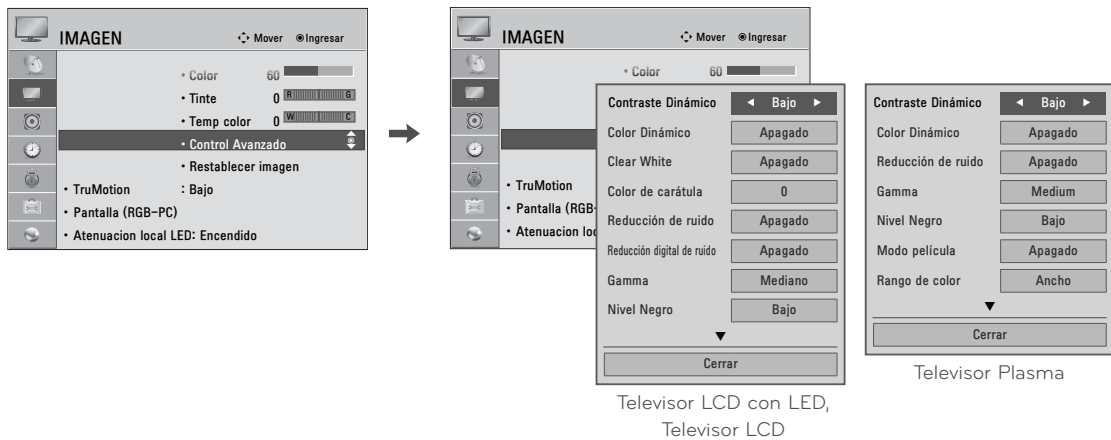 IMAGEN
Mover
Ingresar
• Color 60
• Tinte 0 R G
• Temp color 0 W C
• Control Avanzado
• Restablecer imagen
• TruMotion : Bajo
• Pantalla (RGB-PC)
• Atenuacion local LED: Encendido
IMAGEN
Mover
Ingresar
• Color 60
• TruMotion
• Pantalla (RGB-
• Atenuacion loc
Contraste Dinámico ◄ Bajo ►
Color Dinámico Apagado
Clear White Apagado
Color de carátula 0
Reducción de ruido Apagado
Reducción digital de ruido Apagado
Gamma Mediano
Nivel Negro Bajo
▼
Cerrar
Televisor LCD con LED,
Televisor LCD
Contraste Dinámico ◄ Bajo ►
Color Dinámico Apagado
Reducción de ruido Apagado
Gamma Medium
Nivel Negro Bajo
Modo película Apagado
Rango de color Ancho
▼
Cerrar
Televisor Plasma